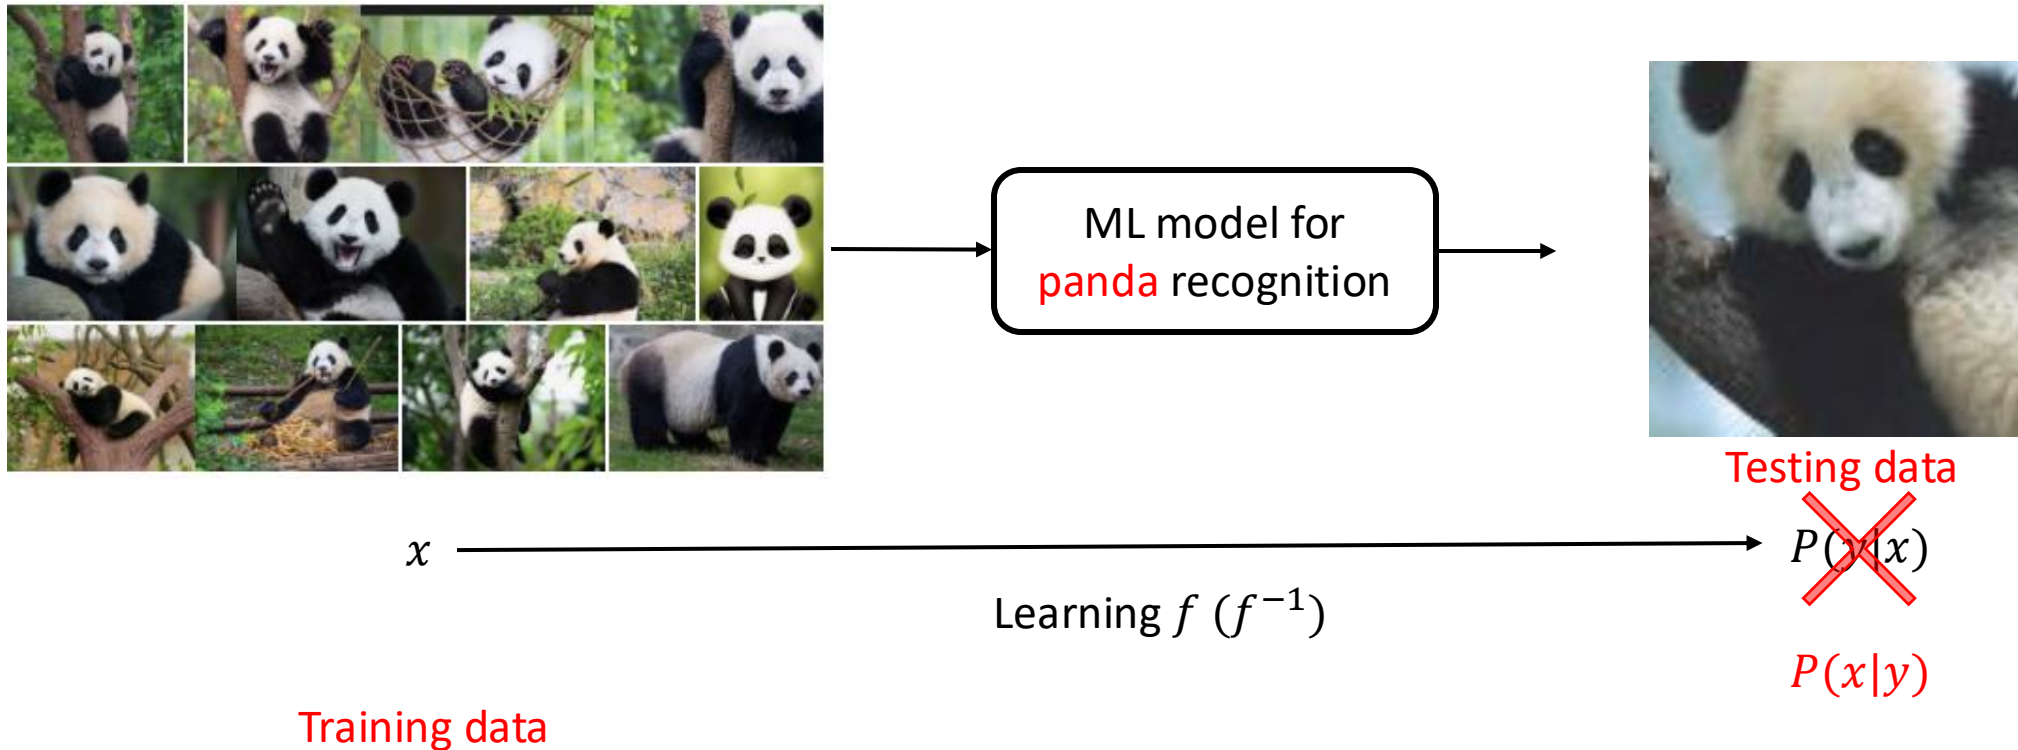 ML model for
panda recognition
Testing data
x
P(y|x)
Learning f (f⁻¹)
P(x|y)
Training data